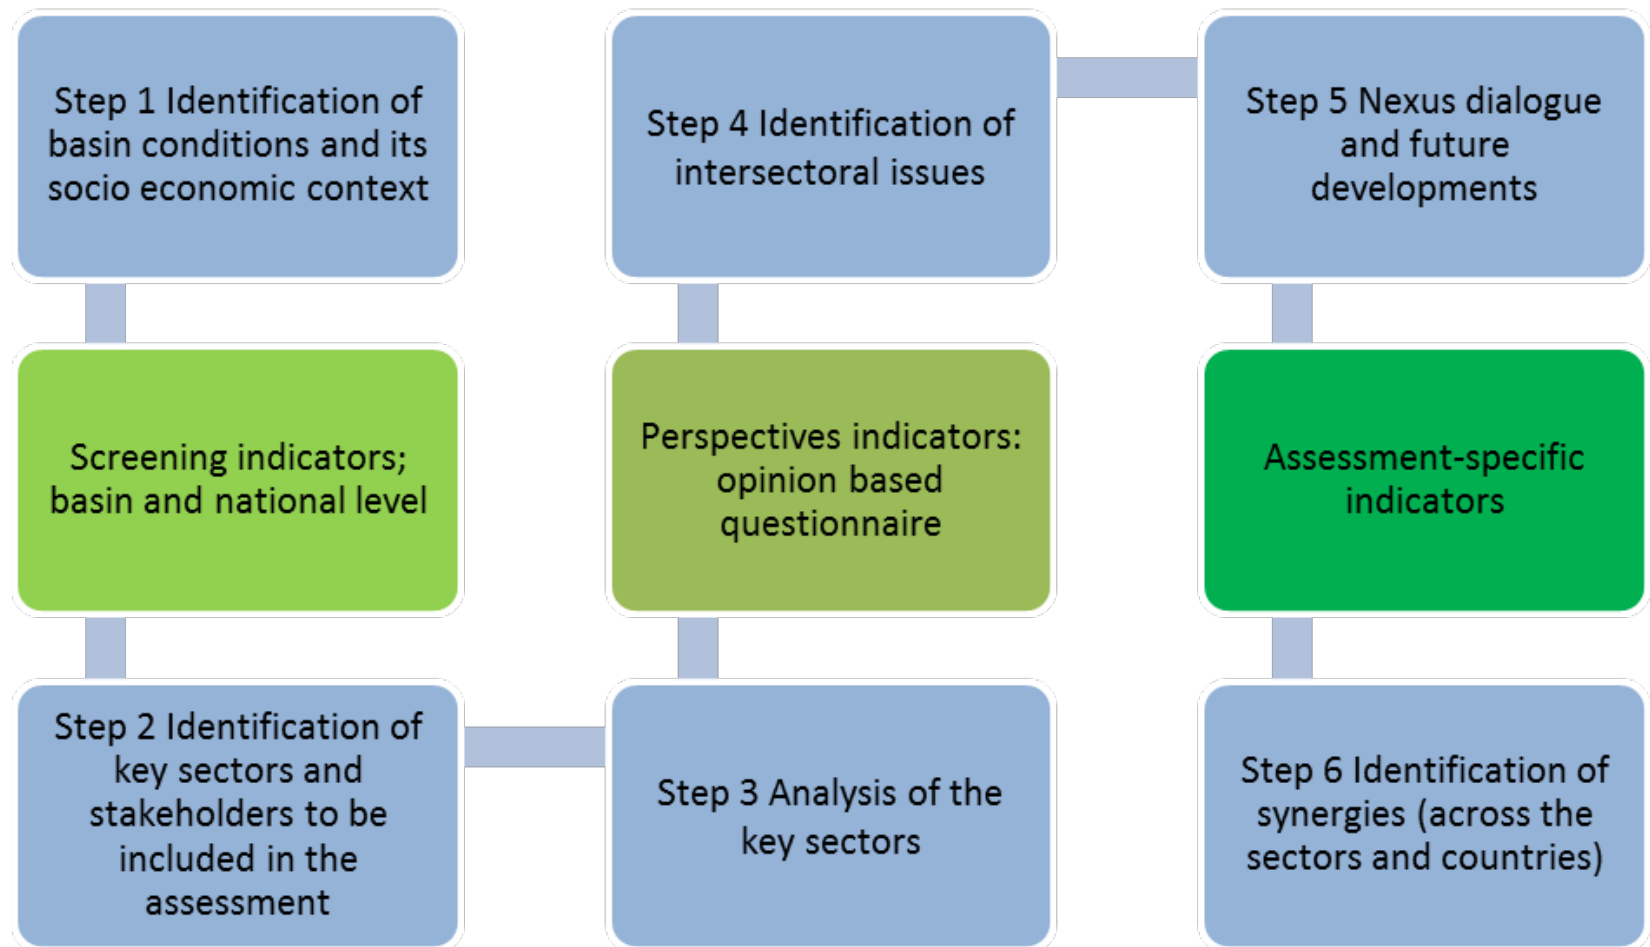 Step 1 Identification of
basin conditions and its
socio economic context
Screening indicators;
basin and national level
Step 2 Identification of
key sectors and
stakeholders to be
included in the
assessment
Step 3 Analysis of the
key sectors
Perspectives indicators:
opinion based
questionnaire
Step 4 Identification of
intersectoral issues
Step 5 Nexus dialogue
and future
developments
Assessment-specific
indicators
Step 6 Identification of
synergies (across the
sectors and countries)